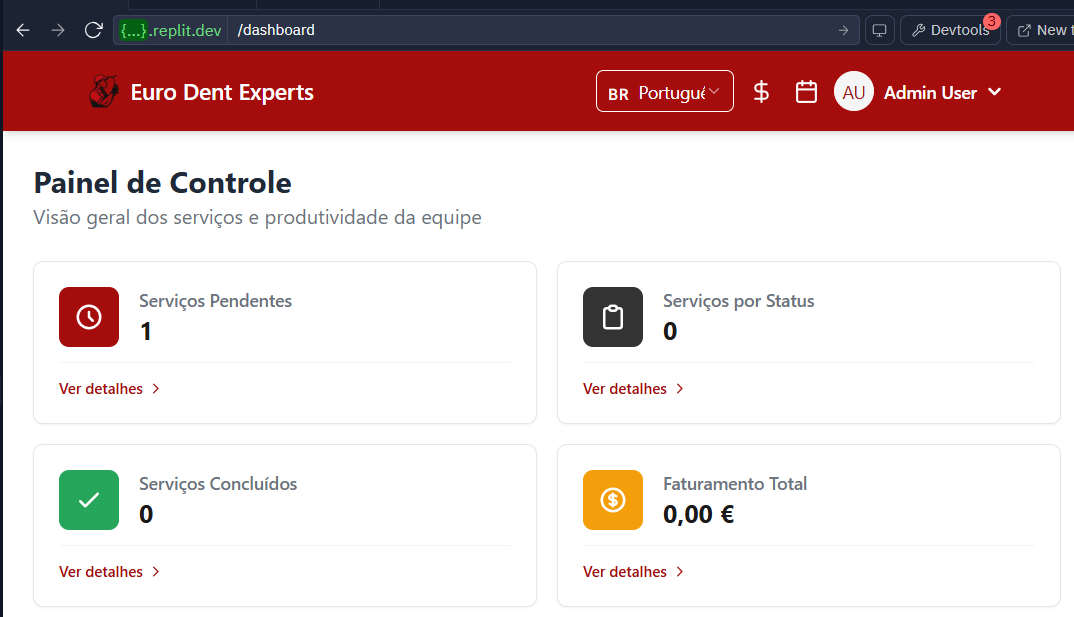 {...}.replit.dev /dashboard Devtools 3 New
Euro Dent Experts BR Portugu $ AU Admin User
Painel de Controle
Visão geral dos serviços e produtividade da equipe
Serviços Pendentes
1
Ver detalhes
Serviços por Status
0
Ver detalhes
Serviços Concluídos
0
Ver detalhes
Faturamento Total
0,00 €
Ver detalhes